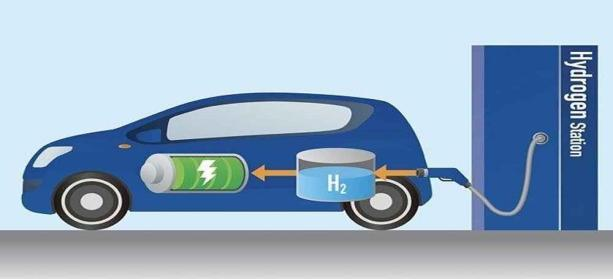 H₂
Hydrogen Station